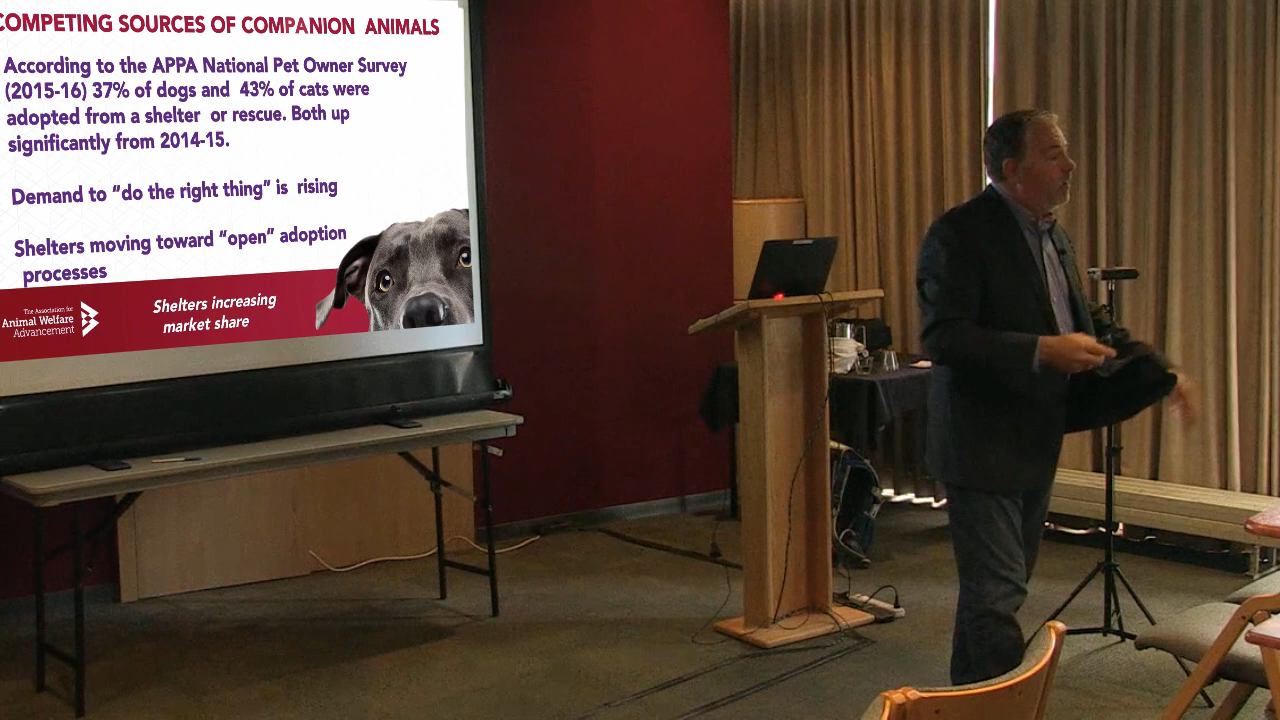 COMPETING SOURCES OF COMPANION ANIMALS
According to the APPA National Pet Owner Survey
(2015-16) 37% of dogs and 43% of cats were
adopted from a shelter or rescue. Both up
significantly from 2014-15.
Demand to “do the right thing” is rising
Shelters moving toward “open” adoption
processes
The Association for
Animal Welfare
Advancement
Shelters increasing
market share